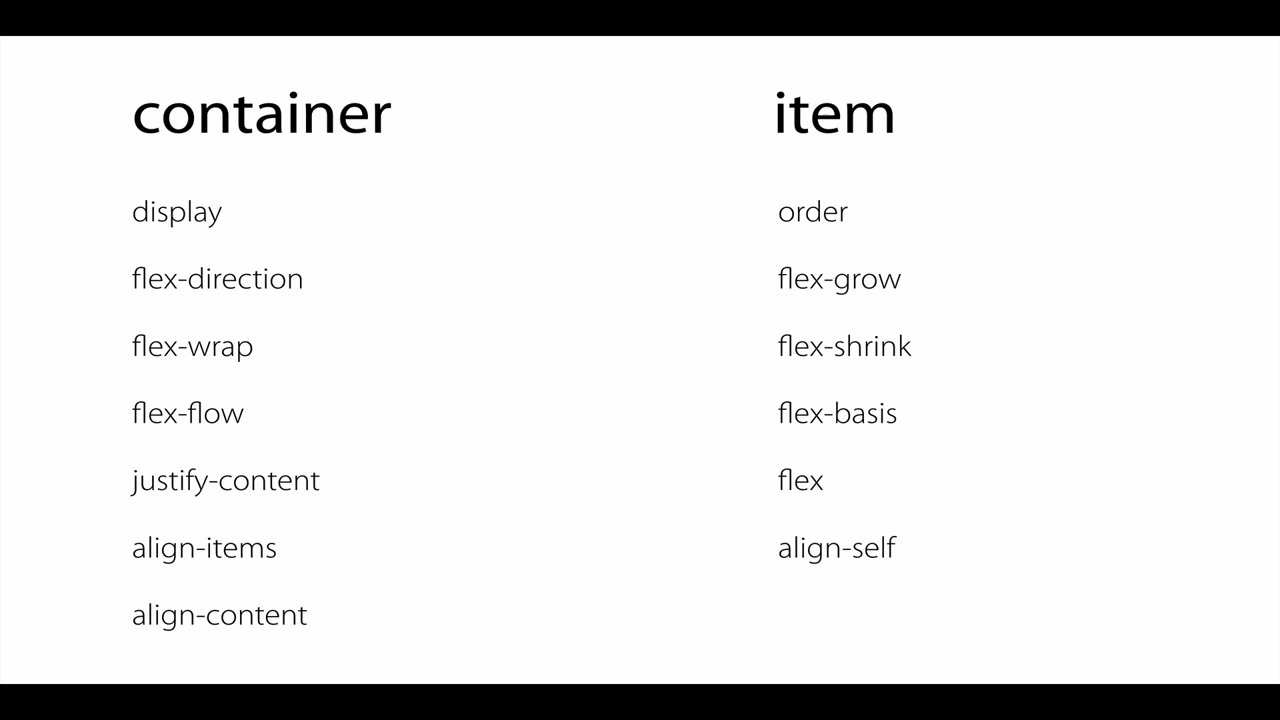 container
display
flex-direction
flex-wrap
flex-flow
justify-content
align-items
align-content
item
order
flex-grow
flex-shrink
flex-basis
flex
align-self